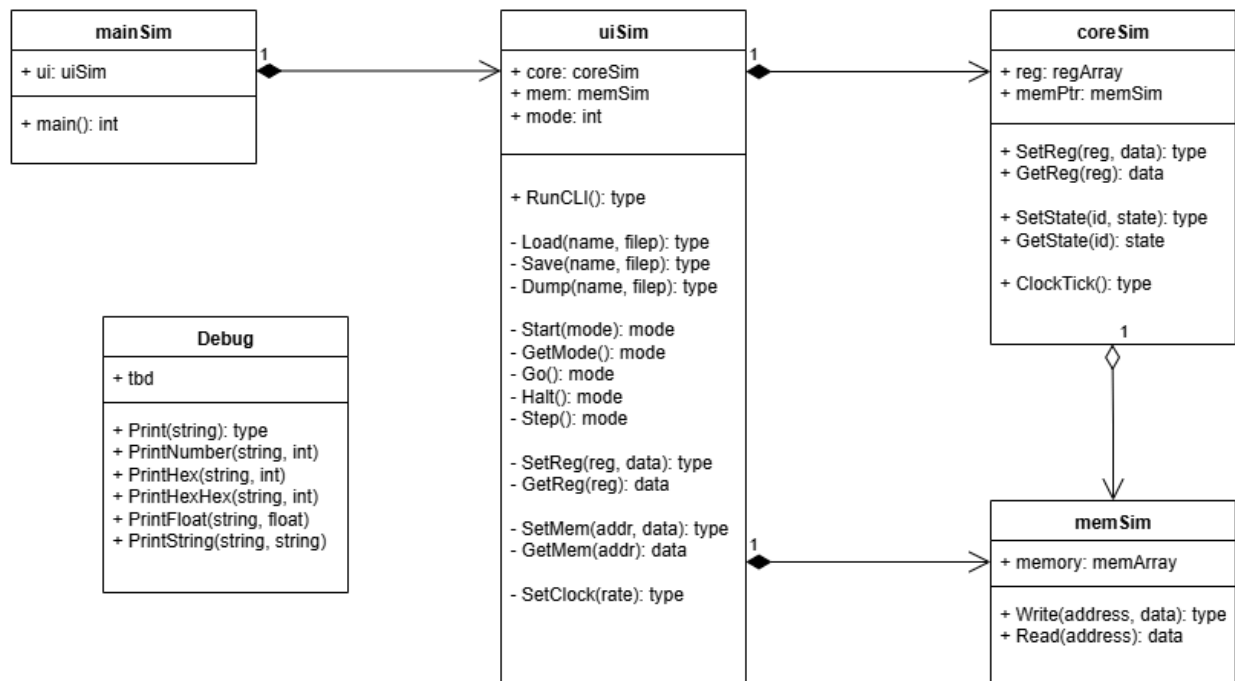 mainSim
+ ui: uiSim
+ main(): int
1
uiSim
+ core: coreSim
+ mem: memSim
+ mode: int
+ RunCLI(): type
- Load(name, filep): type
- Save(name, filep): type
- Dump(name, filep): type
- Start(mode): mode
- GetMode(): mode
- Go(): mode
- Halt(): mode
- Step(): mode
- SetReg(reg, data): type
- GetReg(reg): data
- SetMem(addr, data): type
- GetMem(addr): data
- SetClock(rate): type
1
1
coreSim
+ reg: regArray
+ memPtr: memSim
+ SetReg(reg, data): type
+ GetReg(reg): data
+ SetState(id, state): type
+ GetState(id): state
+ ClockTick(): type
1
Debug
+ tbd
+ Print(string): type
+ PrintNumber(string, int)
+ PrintHex(string, int)
+ PrintHexHex(string, int)
+ PrintFloat(string, float)
+ PrintString(string, string)
memSim
+ memory: memArray
+ Write(address, data): type
+ Read(address): data